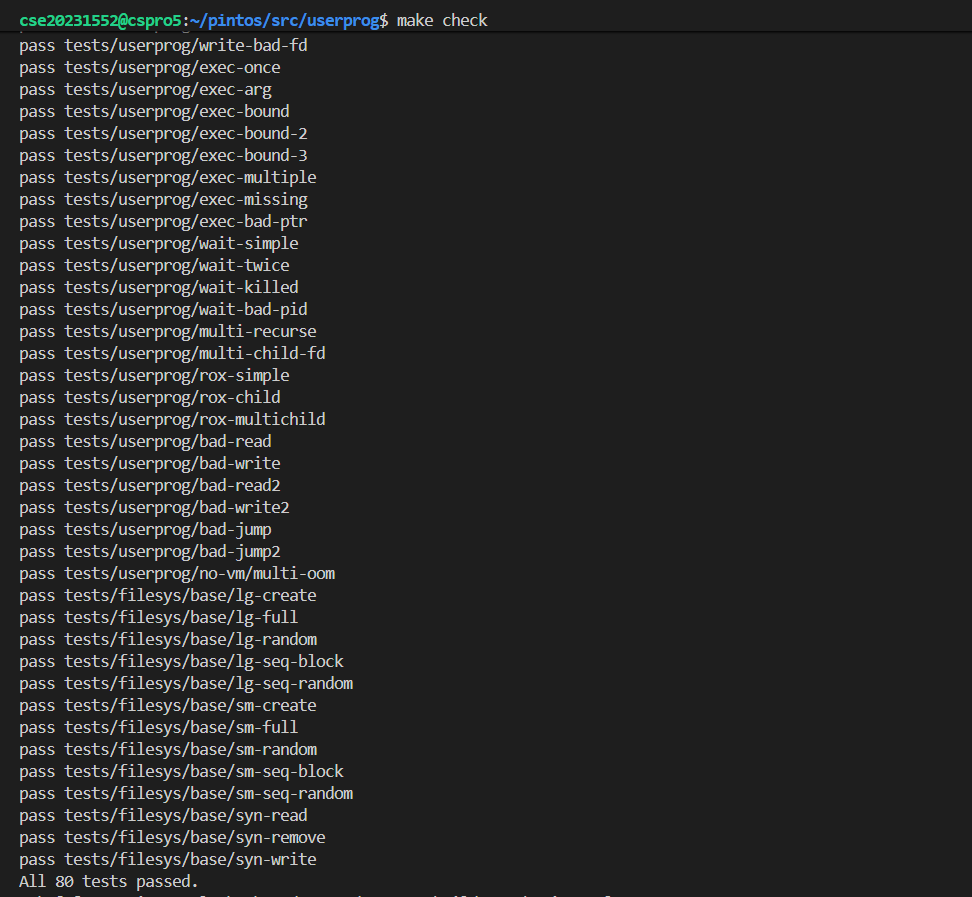 cse20231552@cspro5:~/pintos/src/userprog$ make check
pass tests/userprog/write-bad-fd
pass tests/userprog/exec-once
pass tests/userprog/exec-arg
pass tests/userprog/exec-bound
pass tests/userprog/exec-bound-2
pass tests/userprog/exec-bound-3
pass tests/userprog/exec-multiple
pass tests/userprog/exec-missing
pass tests/userprog/exec-bad-ptr
pass tests/userprog/wait-simple
pass tests/userprog/wait-twice
pass tests/userprog/wait-killed
pass tests/userprog/wait-bad-pid
pass tests/userprog/multi-recurse
pass tests/userprog/multi-child-fd
pass tests/userprog/rox-simple
pass tests/userprog/rox-child
pass tests/userprog/rox-multichild
pass tests/userprog/bad-read
pass tests/userprog/bad-write
pass tests/userprog/bad-read2
pass tests/userprog/bad-write2
pass tests/userprog/bad-jump
pass tests/userprog/bad-jump2
pass tests/userprog/no-vm/multi-oom
pass tests/filesys/base/lg-create
pass tests/filesys/base/lg-full
pass tests/filesys/base/lg-random
pass tests/filesys/base/lg-seq-block
pass tests/filesys/base/lg-seq-random
pass tests/filesys/base/sm-create
pass tests/filesys/base/sm-full
pass tests/filesys/base/sm-random
pass tests/filesys/base/sm-seq-block
pass tests/filesys/base/sm-seq-random
pass tests/filesys/base/syn-read
pass tests/filesys/base/syn-remove
pass tests/filesys/base/syn-write
All 80 tests passed.